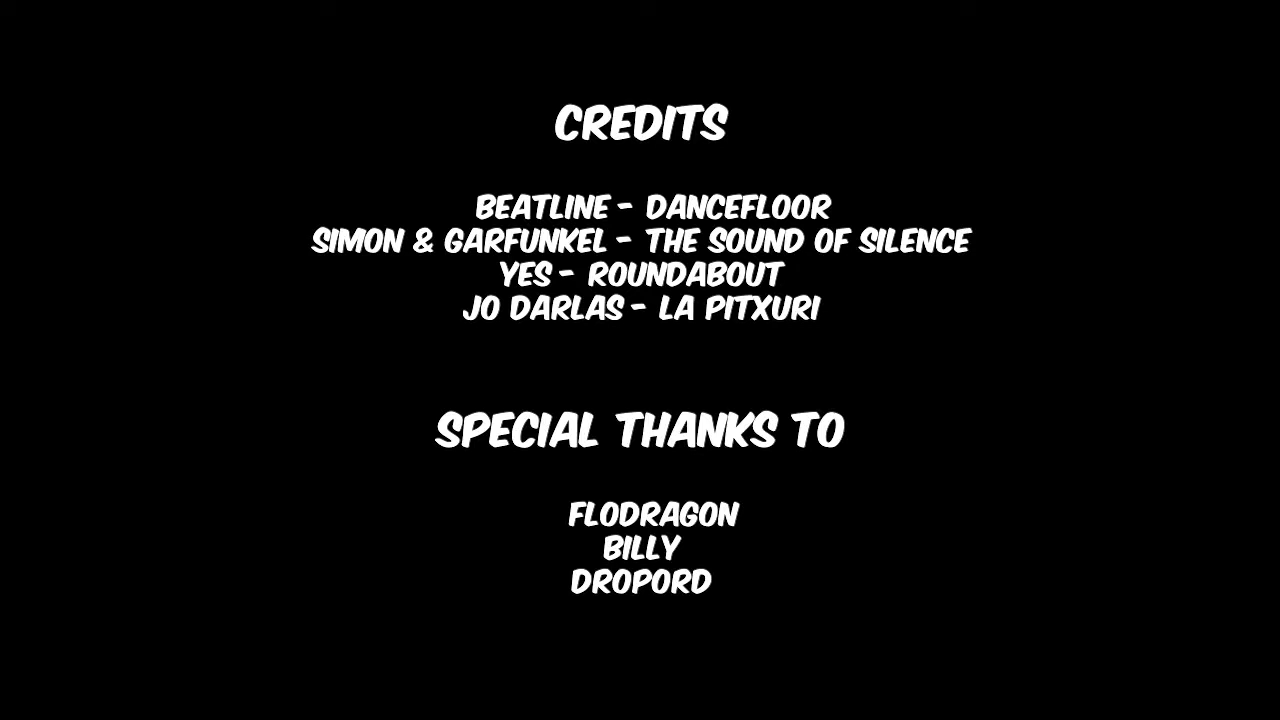 CREDITS
BEATLINE - DANCEFLOOR
SIMON & GARFUNKEL - THE SOUND OF SILENCE
YES - ROUNDABOUT
JO DARLAS - LA PITXURI
SPECIAL THANKS TO
FLODRAGON
BILLY
DROPORD